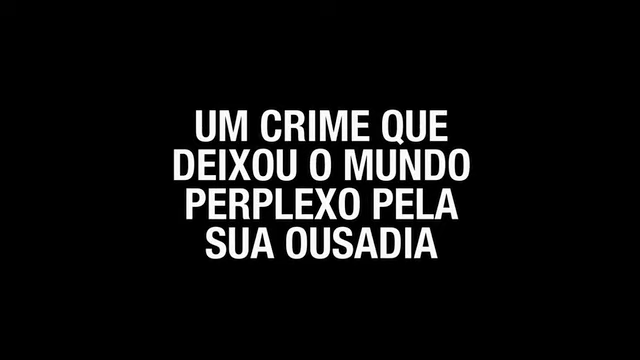 UM CRIME QUE
DEIXOU O MUNDO
PERPLEXO PELA
SUA OUSADIA